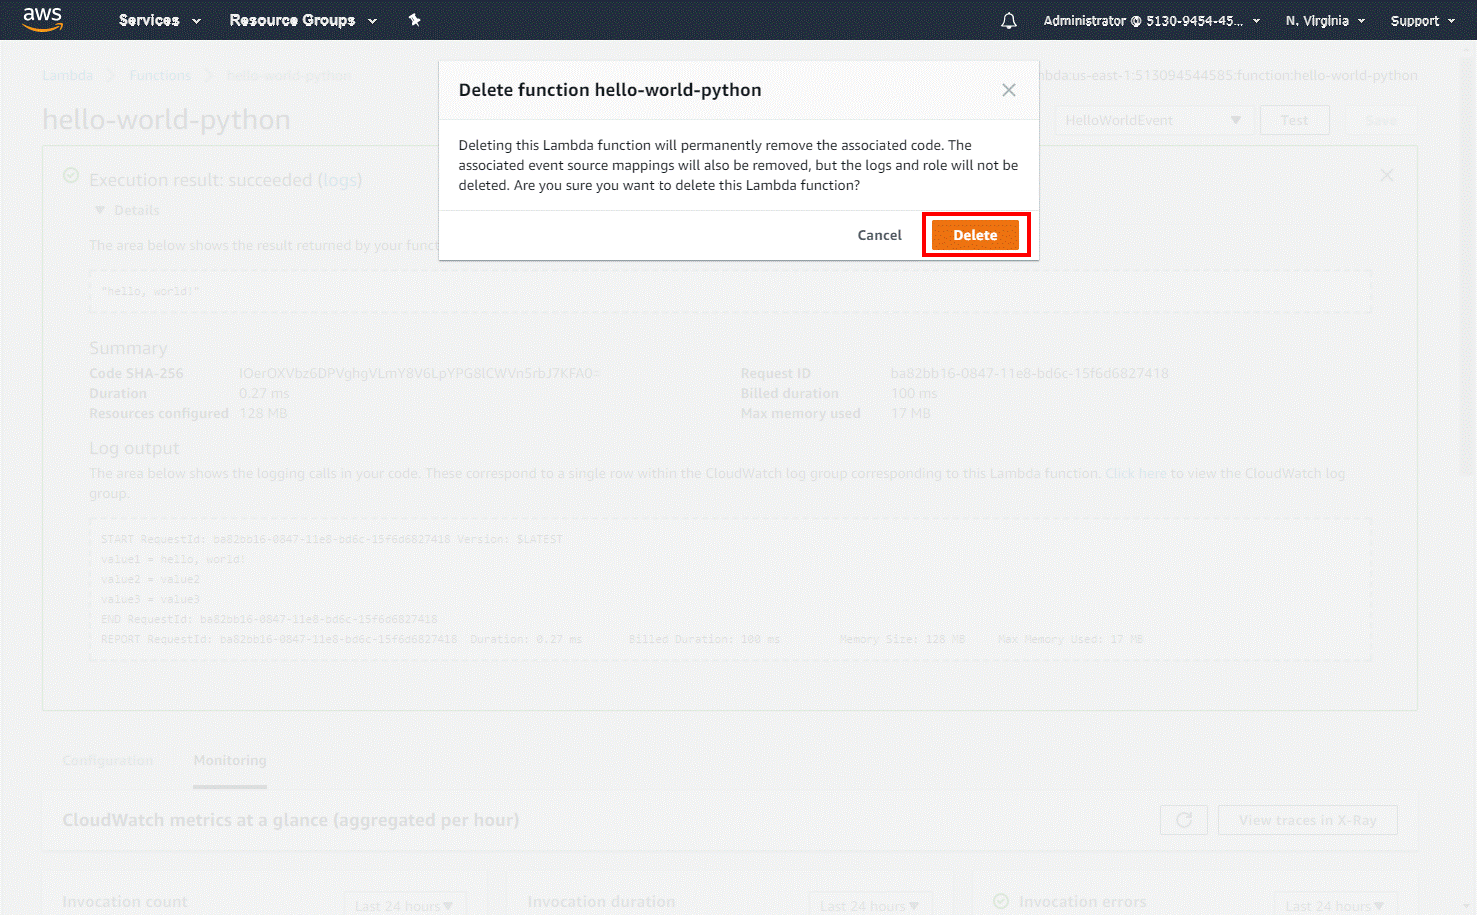 aws Services Resource Groups Administrator @ 5130-9454-45... N. Virginia Support
Lambda Functions hello-world-python
mbda:us-east-1:513094544585:function:hello-world-python
hello-world-python
HelloWorldEvent Test Save
Delete function hello-world-python
Deleting this Lambda function will permanently remove the associated code. The
associated event source mappings will also be removed, but the logs and role will not be
deleted. Are you sure you want to delete this Lambda function?
Cancel Delete
Execution result: succeeded (logs)
Details
The area below shows the result returned by your funct
"hello, world!"
Summary
Code SHA-256 IOerOXVbz6DPVghgVLmY8V6LpYPG8lCWVn5rbJ7KFA0= Request ID ba82bb16-0847-11e8-bd6c-15f6d6827418
Duration 0.27 ms Billed duration 100 ms
Resources configured 128 MB Max memory used 17 MB
Log output
The area below shows the logging calls in your code. These correspond to a single row within the CloudWatch log group corresponding to this Lambda function. Click here to view the CloudWatch log
group.
START RequestId: ba82bb16-0847-11e8-bd6c-15f6d6827418 Version: $LATEST
value1 = hello, world!
value2 = value2
value3 = value3
END RequestId: ba82bb16-0847-11e8-bd6c-15f6d6827418
REPORT RequestId: ba82bb16-0847-11e8-bd6c-15f6d6827418 Duration: 0.27 ms Billed Duration: 100 ms Memory Size: 128 MB Max Memory Used: 17 MB
Configuration Monitoring
CloudWatch metrics at a glance (aggregated per hour) View traces in X-Ray
Invocation count Last 24 hours Invocation duration Last 24 hours Invocation errors Last 24 hours